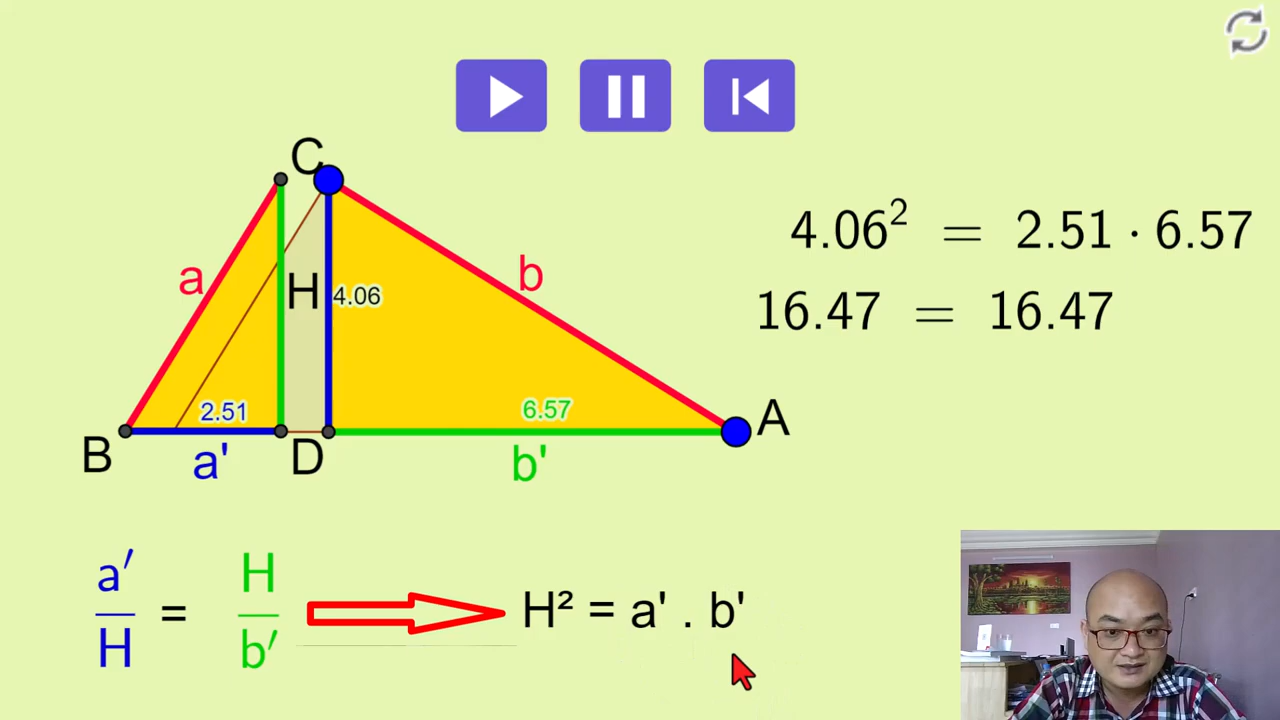 C
4.06² = 2.51 · 6.57
a
b
H
4.06
16.47 = 16.47
2.51
6.57
A
B
a'
D
b'
a′/H = H/b′
H² = a' . b'